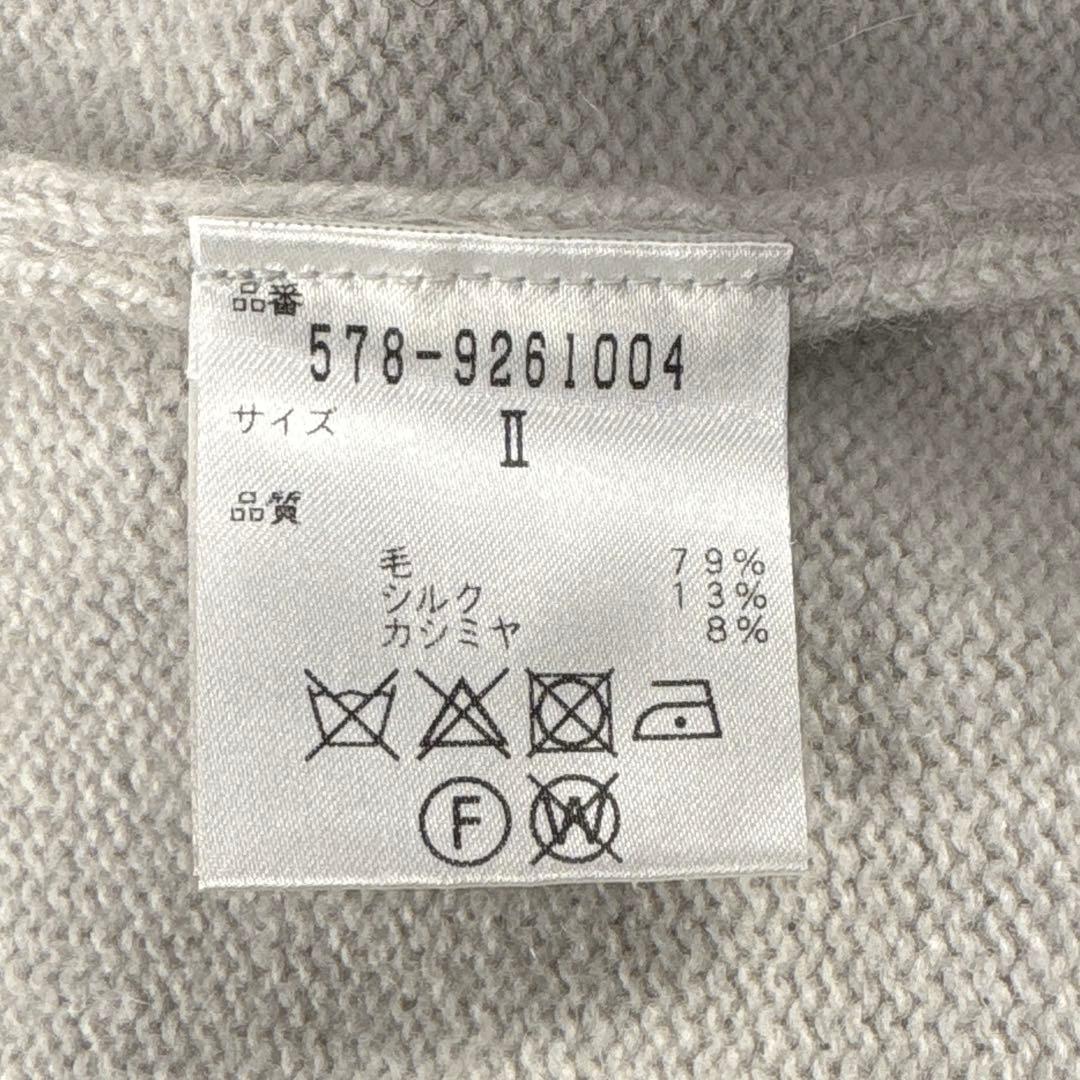 品番
578-9261004
サイズ Ⅱ
品質
毛 79%
シルク 13%
カシミヤ 8%
F W